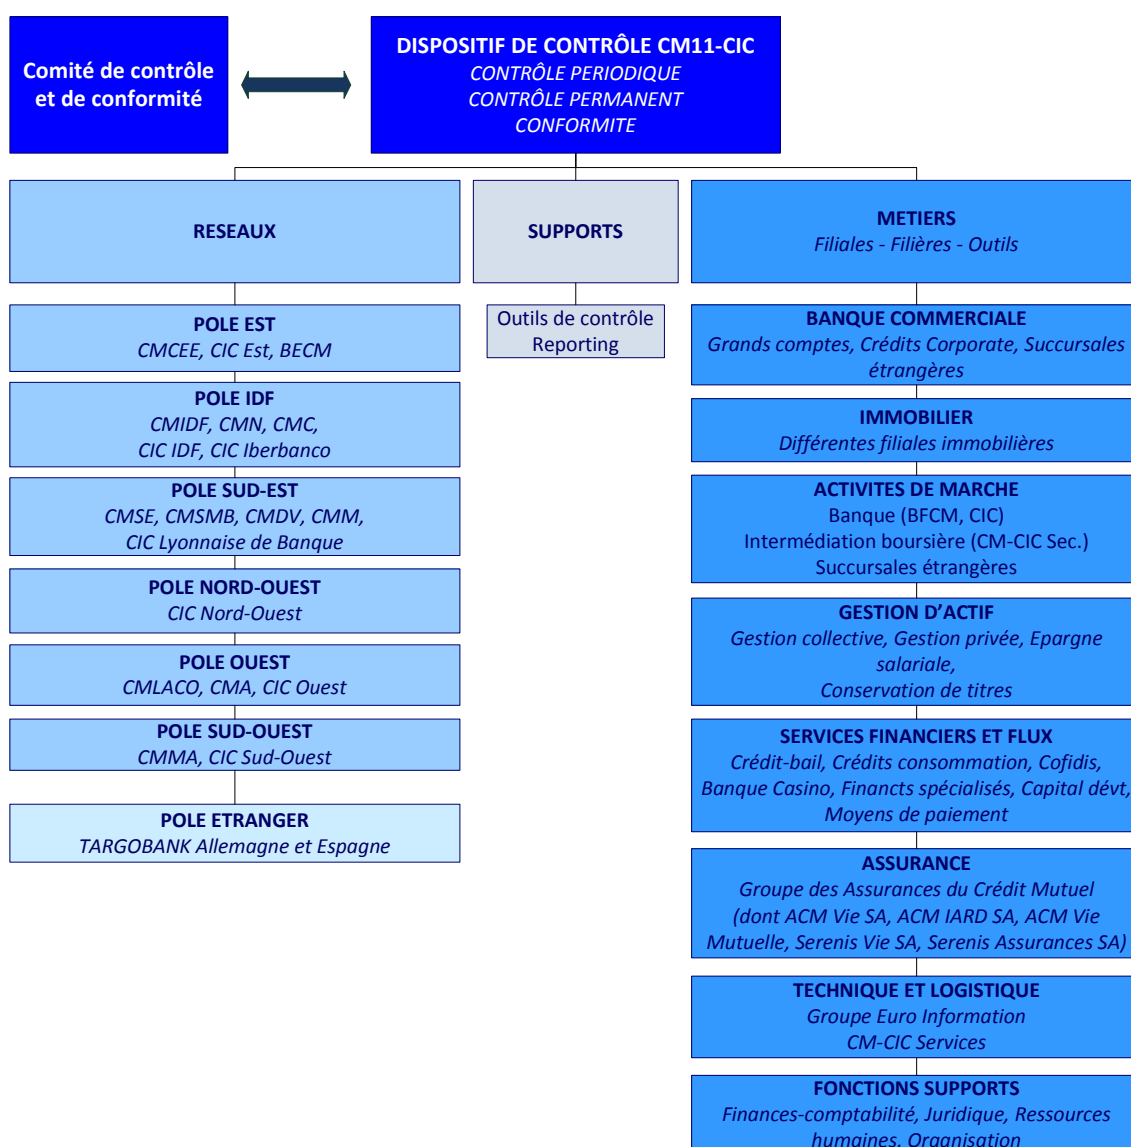 Comité de contrôle
et de conformité
DISPOSITIF DE CONTRÔLE CM11-CIC
CONTRÔLE PERIODIQUE
CONTRÔLE PERMANENT
CONFORMITE
RESEAUX
SUPPORTS
METIERS
Filiales - Filières - Outils
POLE EST
CMCEE, CIC Est, BECM
POLE IDF
CMIDF, CMN, CMC,
CIC IDF, CIC Iberbanco
POLE SUD-EST
CMSE, CMSMB, CMDV, CMM,
CIC Lyonnaise de Banque
POLE NORD-OUEST
CIC Nord-Ouest
POLE OUEST
CMLACO, CMA, CIC Ouest
POLE SUD-OUEST
CMMA, CIC Sud-Ouest
POLE ETRANGER
TARGOBANK Allemagne et Espagne
Outils de contrôle
Reporting
BANQUE COMMERCIALE
Grands comptes, Crédits Corporate, Succursales
étrangères
IMMOBILIER
Différentes filiales immobilières
ACTIVITES DE MARCHE
Banque (BFCM, CIC)
Intermédiation boursière (CM-CIC Sec.)
Succursales étrangères
GESTION D’ACTIF
Gestion collective, Gestion privée, Epargne
salariale,
Conservation de titres
SERVICES FINANCIERS ET FLUX
Crédit-bail, Crédits consommation, Cofidis,
Banque Casino, Financts spécialisés, Capital dévt,
Moyens de paiement
ASSURANCE
Groupe des Assurances du Crédit Mutuel
(dont ACM Vie SA, ACM IARD SA, ACM Vie
Mutuelle, Serenis Vie SA, Serenis Assurances SA)
TECHNIQUE ET LOGISTIQUE
Groupe Euro Information
CM-CIC Services
FONCTIONS SUPPORTS
Finances-comptabilité, Juridique, Ressources
humaines, Organisation